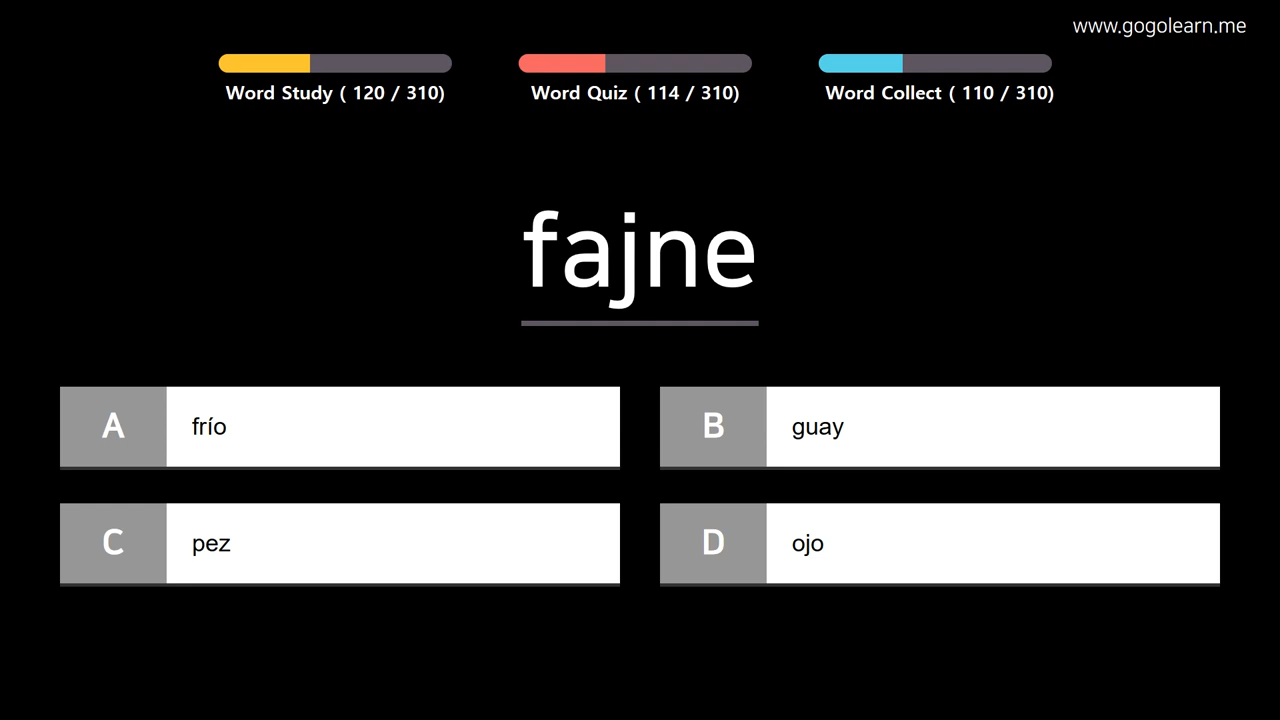 www.gogolearn.me
Word Study ( 120 / 310)
Word Quiz ( 114 / 310)
Word Collect ( 110 / 310)
fajne
A frío
B guay
C pez
D ojo